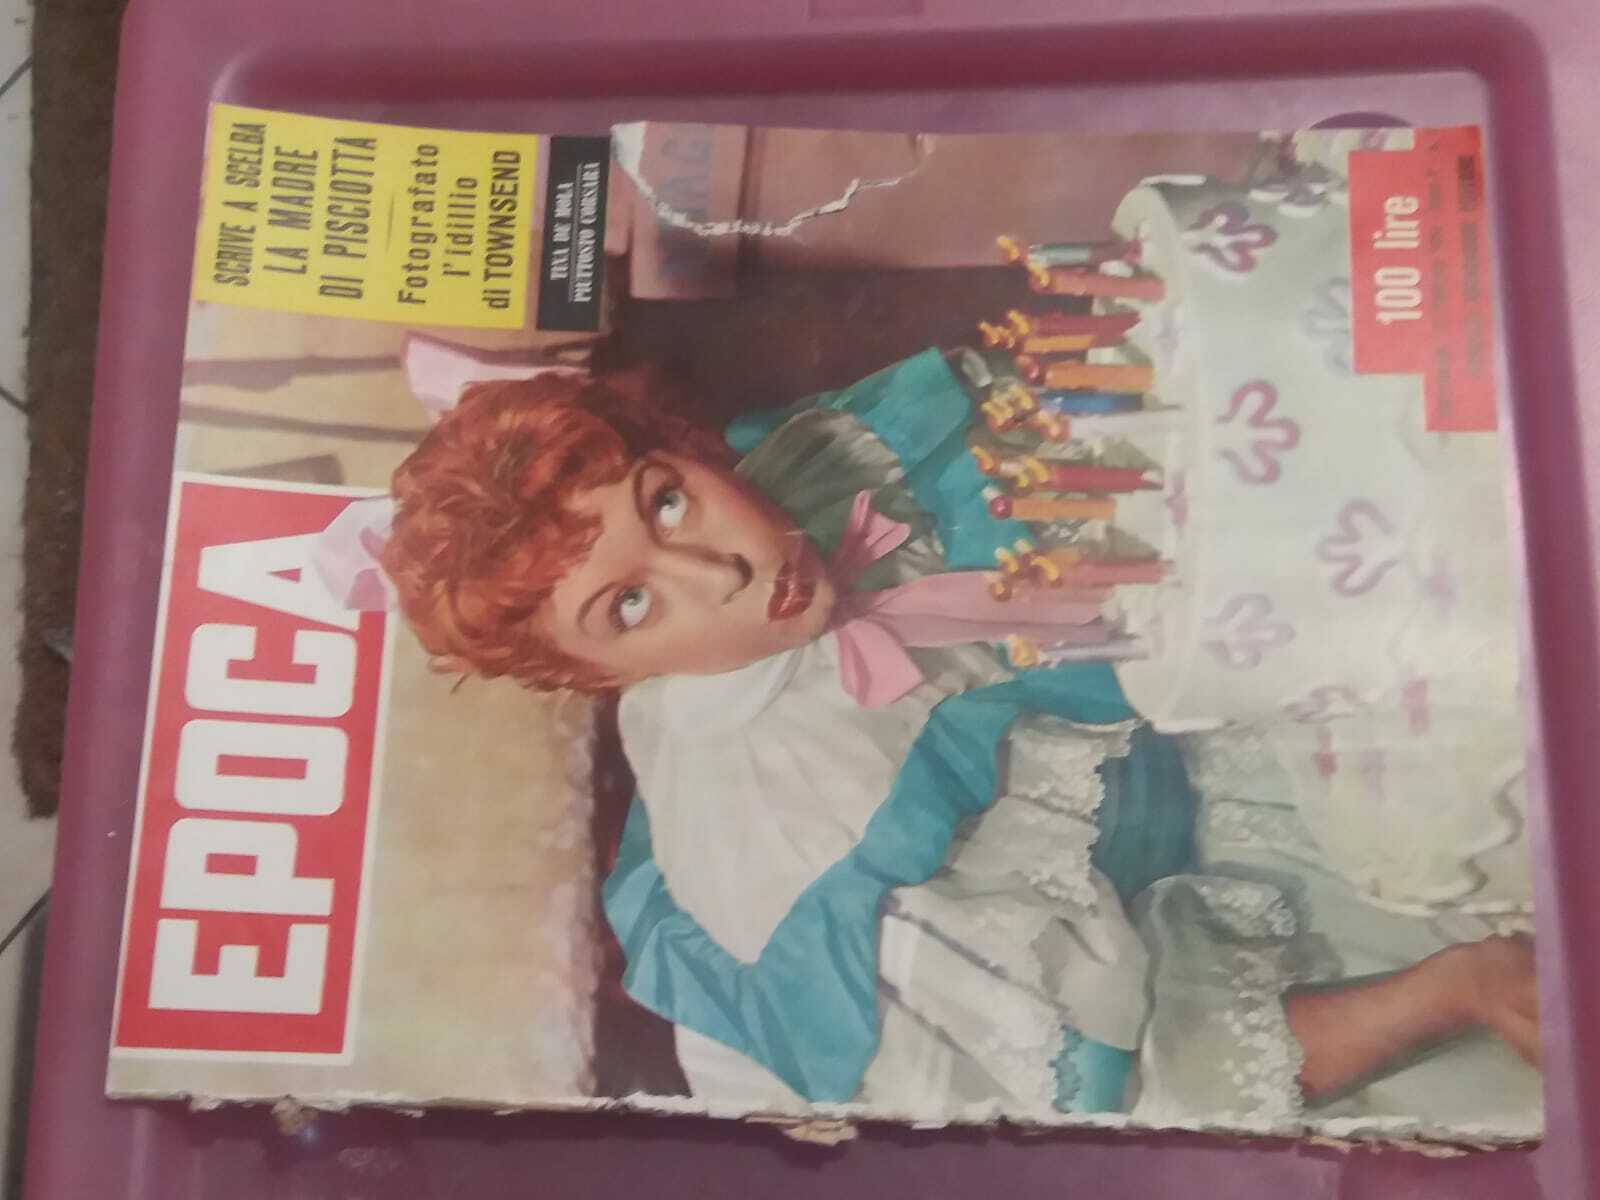 SCRIVE A SCELBA
LA MADRE
DI PISCIOTTA
Fotografato
l'idillio
di TOWNSEND
TINA DE MOLA
PIUTTOSTO CORSARA
EPOCA
100 lire